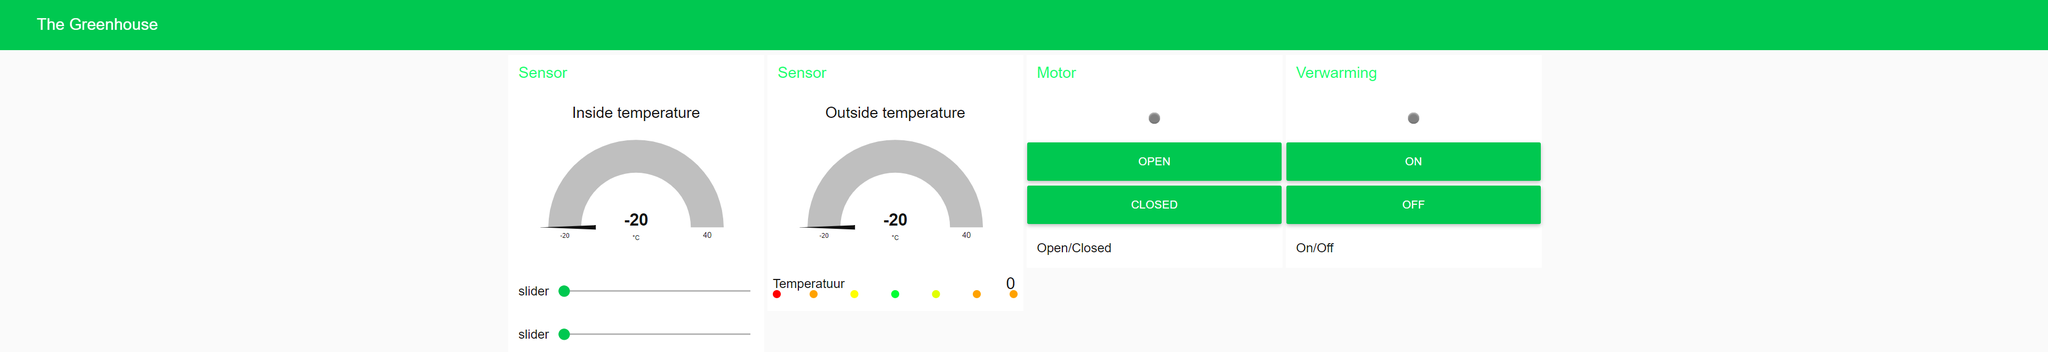 The Greenhouse
Sensor
Inside temperature
-20
-20
°C
40
slider
slider
Sensor
Outside temperature
-20
-20
°C
40
Temperatuur
0
Motor
OPEN
CLOSED
Open/Closed
Verwarming
ON
OFF
On/Off